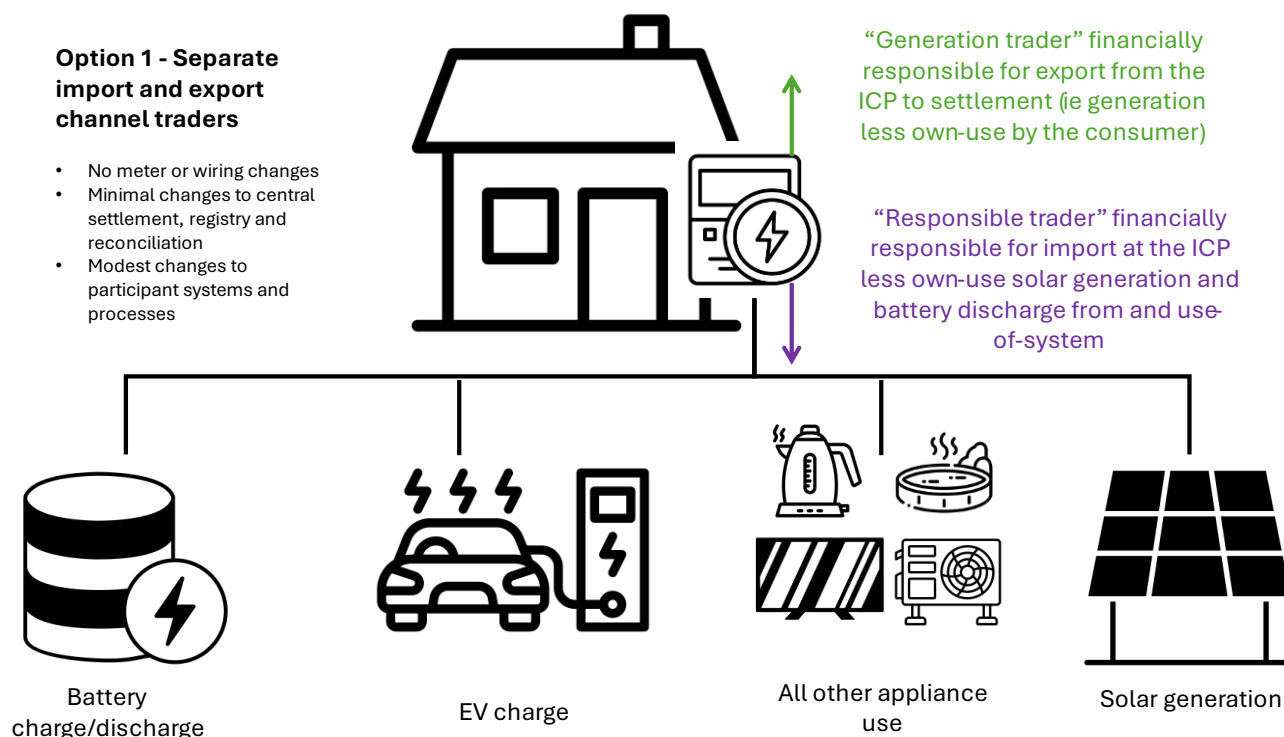 Option 1 - Separate
import and export
channel traders
• No meter or wiring changes
• Minimal changes to central
settlement, registry and
reconciliation
• Modest changes to
participant systems and
processes
“Generation trader” financially
responsible for export from the
ICP to settlement (ie generation
less own-use by the consumer)
“Responsible trader” financially
responsible for import at the ICP
less own-use solar generation and
battery discharge from and use-
of-system
Battery
charge/discharge
EV charge
All other appliance
use
Solar generation